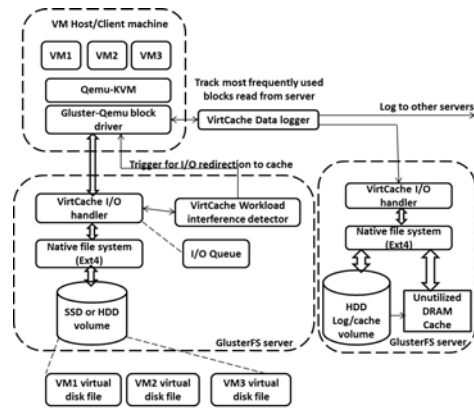 VM Host/Client machine
VM1
VM2
VM3
Qemu-KVM
Gluster-Qemu block
driver
Track most frequently used
blocks read from server
VirtCache Data logger
Log to other servers
Trigger for I/O redirection to cache
VirtCache I/O
handler
VirtCache Workload
interference detector
Native file system
(Ext4)
I/O Queue
SSD or HDD
volume
GlusterFS server
VM1 virtual
disk file
VM2 virtual
disk file
VM3 virtual
disk file
VirtCache I/O
handler
Native file system
(Ext4)
HDD
Log/cache
volume
Unutilized
DRAM
Cache
GlusterFS server